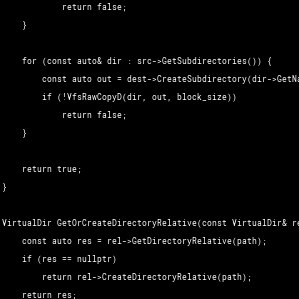 return false;
}
for (const auto& dir : src->GetSubdirectories()) {
const auto out = dest->CreateSubdirectory(dir->GetNa
if (!VfsRawCopyD(dir, out, block_size))
return false;
}
return true;
}
VirtualDir GetOrCreateDirectoryRelative(const VirtualDir& re
const auto res = rel->GetDirectoryRelative(path);
if (res == nullptr)
return rel->CreateDirectoryRelative(path);
return res;